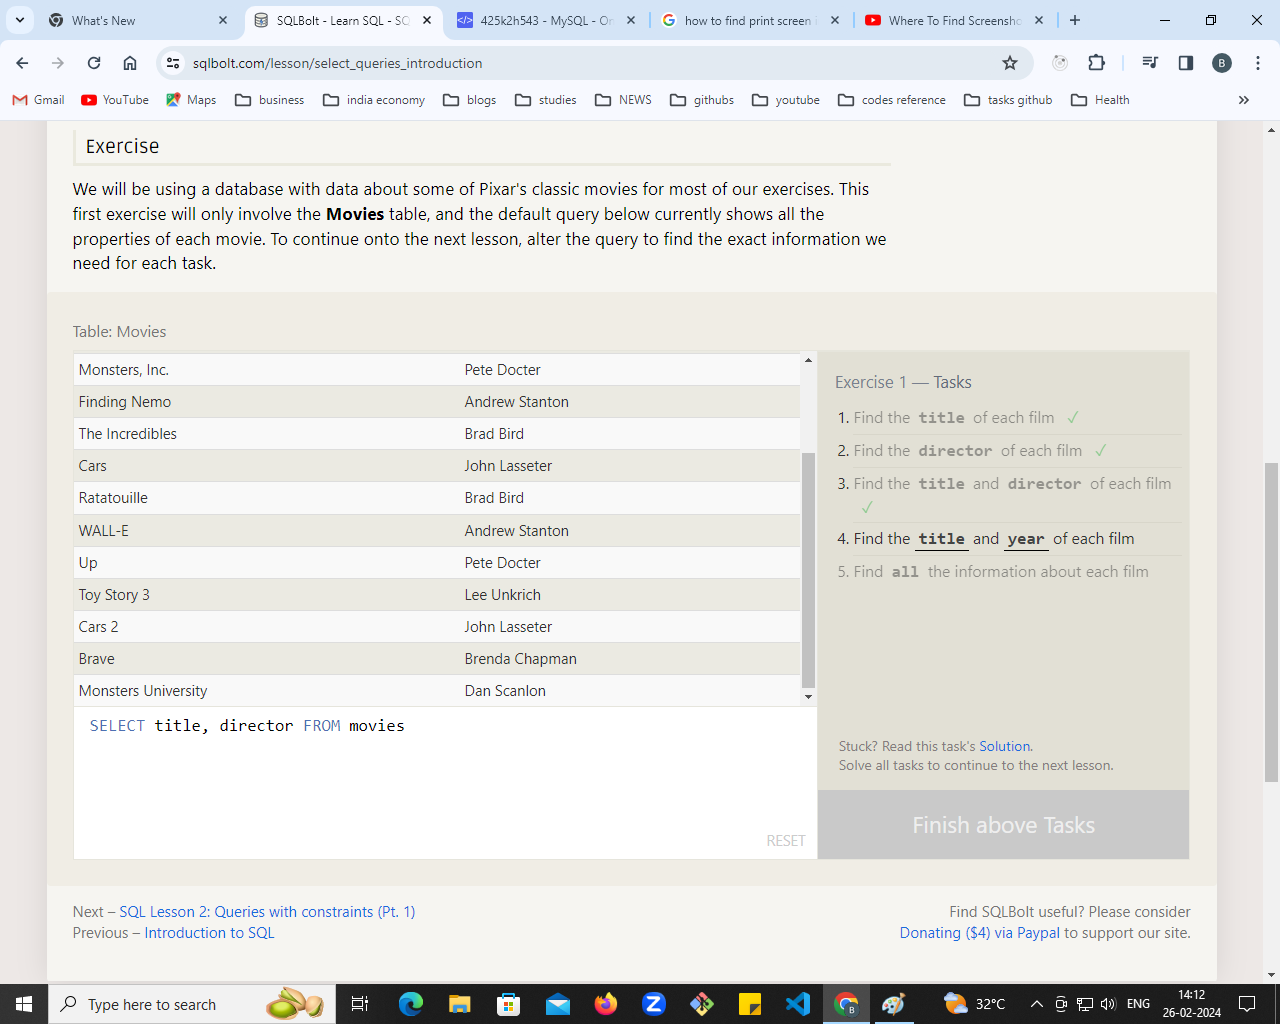 What's New
SQLBolt - Learn SQL - SQ
425k2h543 - MySQL - On
how to find print screen i
Where To Find Screensho
sqlbolt.com/lesson/select_queries_introduction
B
Gmail
YouTube
Maps
business
india economy
blogs
studies
NEWS
githubs
youtube
codes reference
tasks github
Health
Exercise
We will be using a database with data about some of Pixar's classic movies for most of our exercises. This
first exercise will only involve the Movies table, and the default query below currently shows all the
properties of each movie. To continue onto the next lesson, alter the query to find the exact information we
need for each task.
Table: Movies
Monsters, Inc. Pete Docter
Finding Nemo Andrew Stanton
The Incredibles Brad Bird
Cars John Lasseter
Ratatouille Brad Bird
WALL-E Andrew Stanton
Up Pete Docter
Toy Story 3 Lee Unkrich
Cars 2 John Lasseter
Brave Brenda Chapman
Monsters University Dan Scanlon
SELECT title, director FROM movies
RESET
Exercise 1 — Tasks
1. Find the title of each film ✓
2. Find the director of each film ✓
3. Find the title and director of each film
✓
4. Find the title and year of each film
5. Find all the information about each film
Stuck? Read this task's Solution.
Solve all tasks to continue to the next lesson.
Finish above Tasks
Next – SQL Lesson 2: Queries with constraints (Pt. 1)
Previous – Introduction to SQL
Find SQLBolt useful? Please consider
Donating ($4) via Paypal to support our site.
Type here to search
32°C
ENG
14:12
26-02-2024